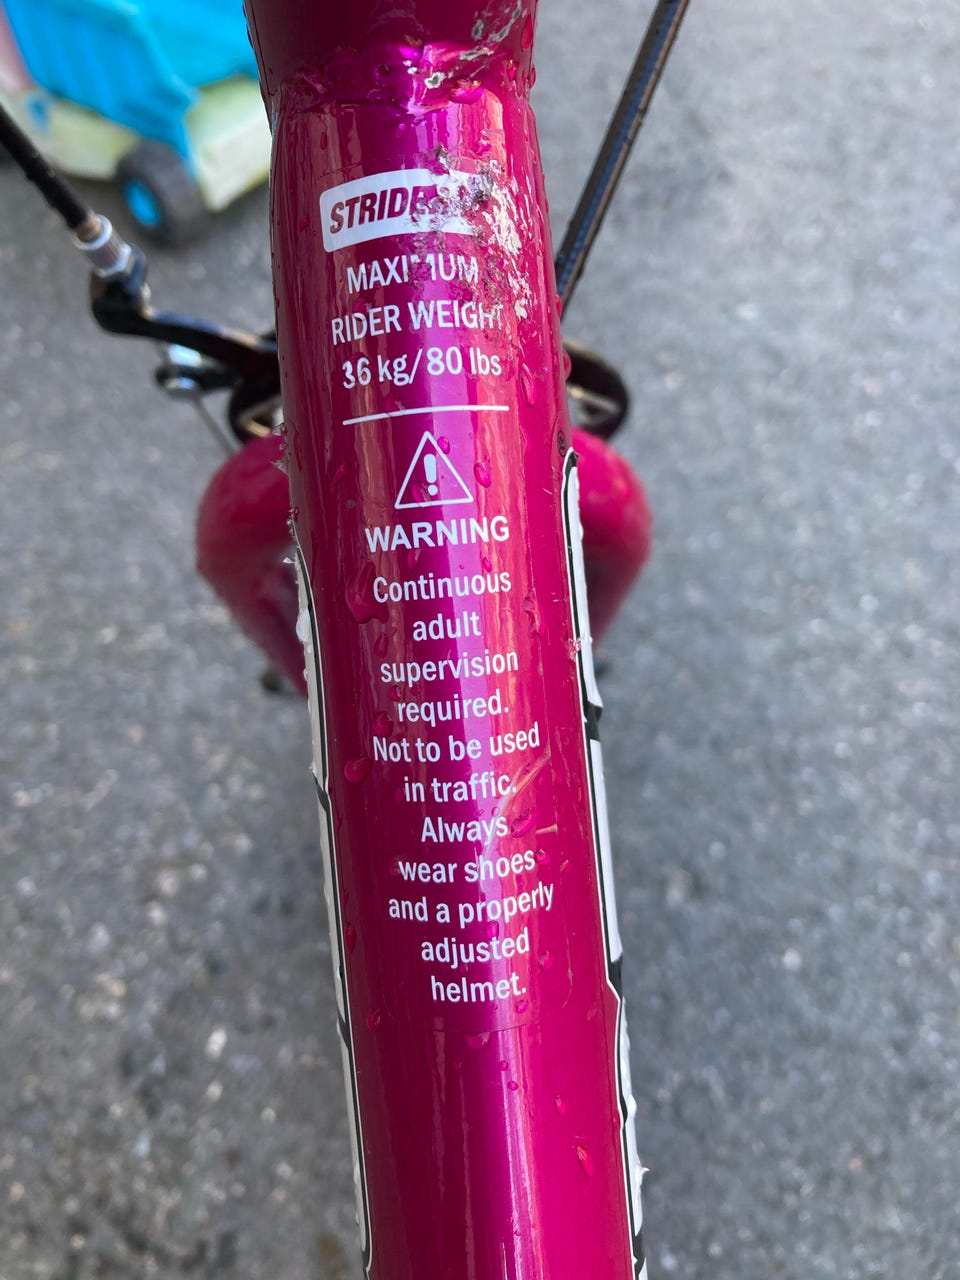 MAXIMUM
RIDER WEIGHT
36 kg/80 lbs
WARNING
Continuous
adult
supervision
required.
Not to be used
in traffic.
Always
wear shoes
and a properly
adjusted
helmet.